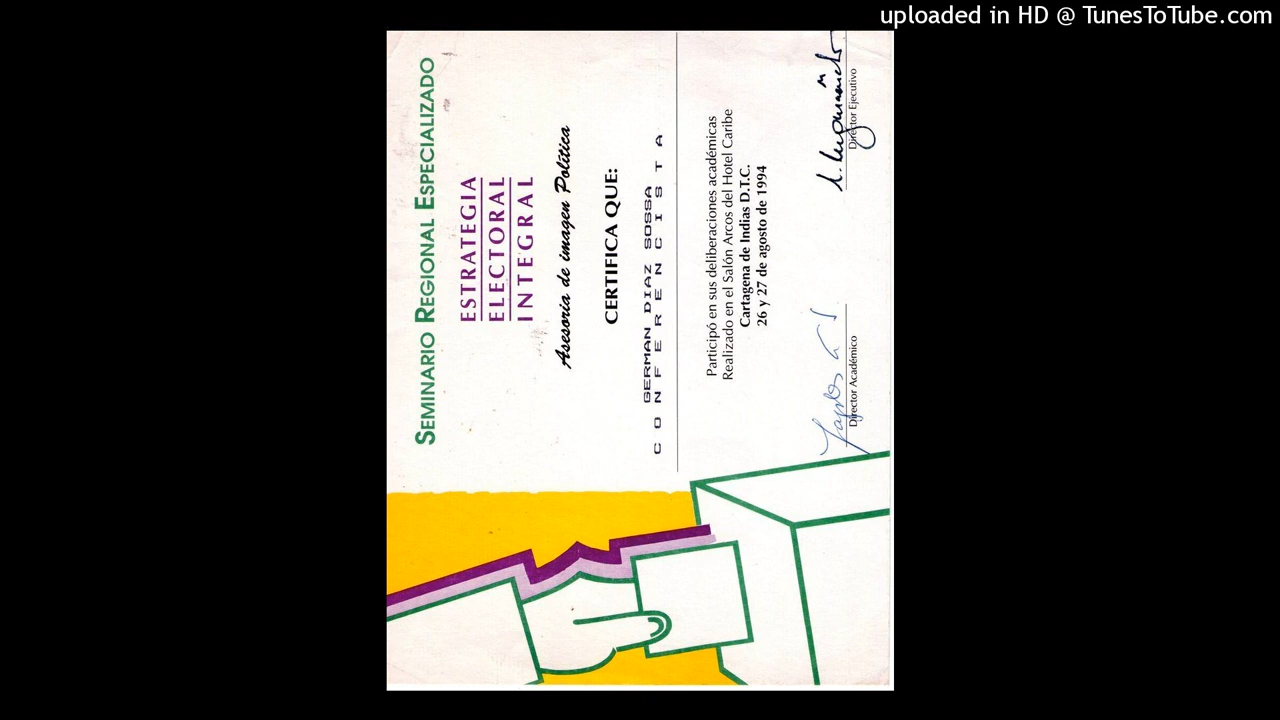 uploaded in HD @ TunesToTube.com
SEMINARIO REGIONAL ESPECIALIZADO
ESTRATEGIA
ELECTORAL
INTEGRAL
Asesoria de imagen Política
CERTIFICA QUE:
GERMAN DIAZ SOSSA
CONFERENCISTA
Participó en sus deliberaciones académicas
Realizado en el Salón Arcos del Hotel Caribe
Cartagena de Indias D.T.C.
26 y 27 de agosto de 1994
Director Académico
Director Ejecutivo